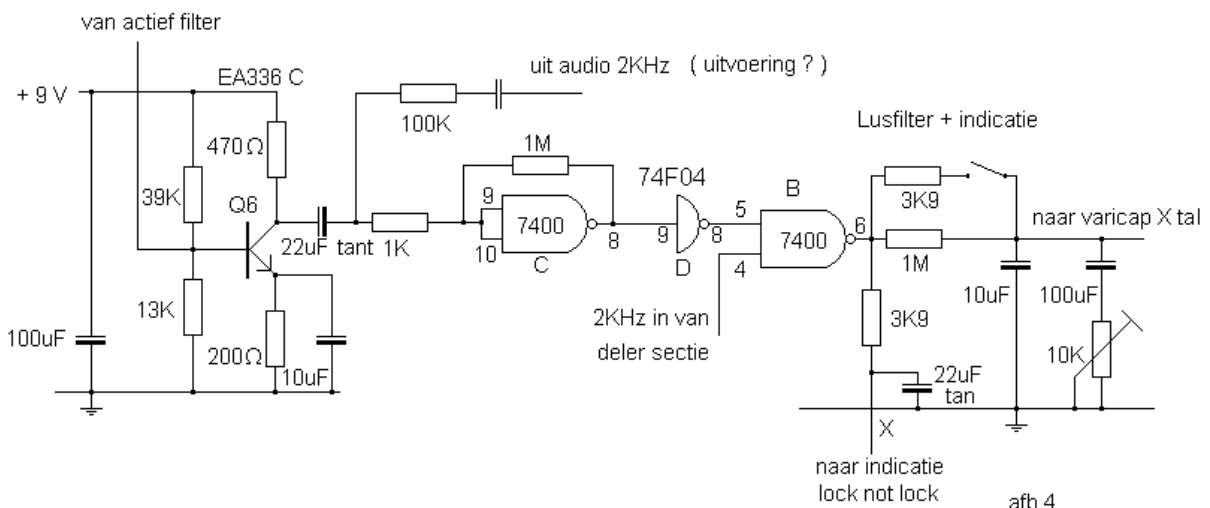 van actief filter
EA336 C
uit audio 2KHz ( uitvoering ? )
+ 9 V
100K
Lusfilter + indicatie
470Ω
1M
74F04
39K
B
3K9
Q6
9
7400
8
5
6
naar varicap X tal
22uF tant
1K
10
C
9
8
D
4
7400
1M
13K
10uF
100uF
2KHz in van
deler sectie
3K9
100uF
200Ω
10uF
10K
22uF
tan
X
naar indicatie
lock not lock
afb 4